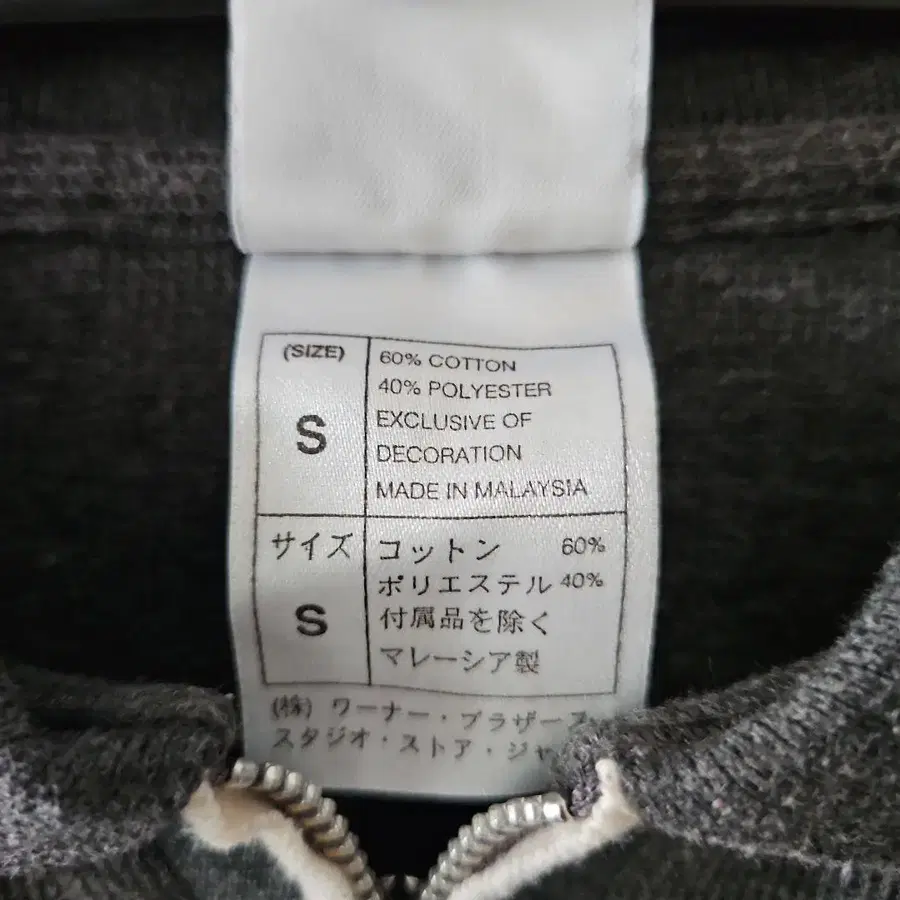 (SIZE)
S
60% COTTON
40% POLYESTER
EXCLUSIVE OF
DECORATION
MADE IN MALAYSIA
サイズ
S
コットン 60%
ポリエステル 40%
付属品を除く
マレーシア製
(株) ワーナー・ブラザース
スタジオ・ストア・ジャ